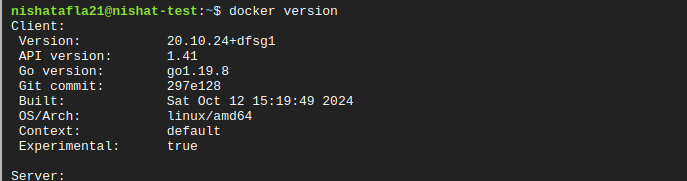 nishatafla21@nishat-test:~$ docker version
Client:
 Version:           20.10.24+dfsg1
 API version:       1.41
 Go version:        go1.19.8
 Git commit:        297e128
 Built:             Sat Oct 12 15:19:49 2024
 OS/Arch:           linux/amd64
 Context:           default
 Experimental:      true

Server: